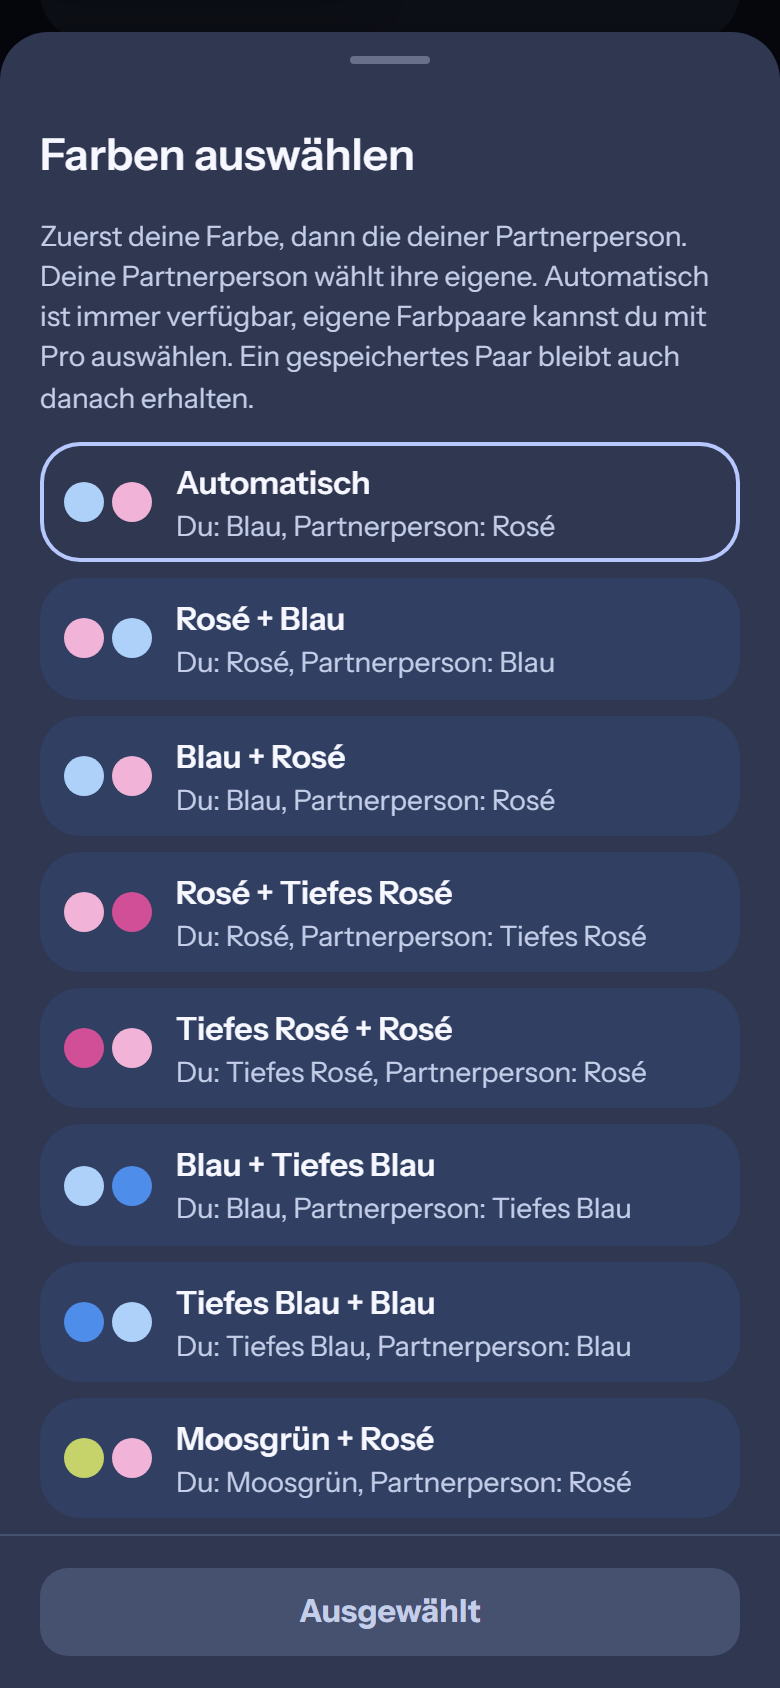 Farben auswählen
Zuerst deine Farbe, dann die deiner Partnerperson.
Deine Partnerperson wählt ihre eigene. Automatisch
ist immer verfügbar, eigene Farbpaare kannst du mit
Pro auswählen. Ein gespeichertes Paar bleibt auch
danach erhalten.
Automatisch
Du: Blau, Partnerperson: Rosé
Rosé + Blau
Du: Rosé, Partnerperson: Blau
Blau + Rosé
Du: Blau, Partnerperson: Rosé
Rosé + Tiefes Rosé
Du: Rosé, Partnerperson: Tiefes Rosé
Tiefes Rosé + Rosé
Du: Tiefes Rosé, Partnerperson: Rosé
Blau + Tiefes Blau
Du: Blau, Partnerperson: Tiefes Blau
Tiefes Blau + Blau
Du: Tiefes Blau, Partnerperson: Blau
Moosgrün + Rosé
Du: Moosgrün, Partnerperson: Rosé
Ausgewählt